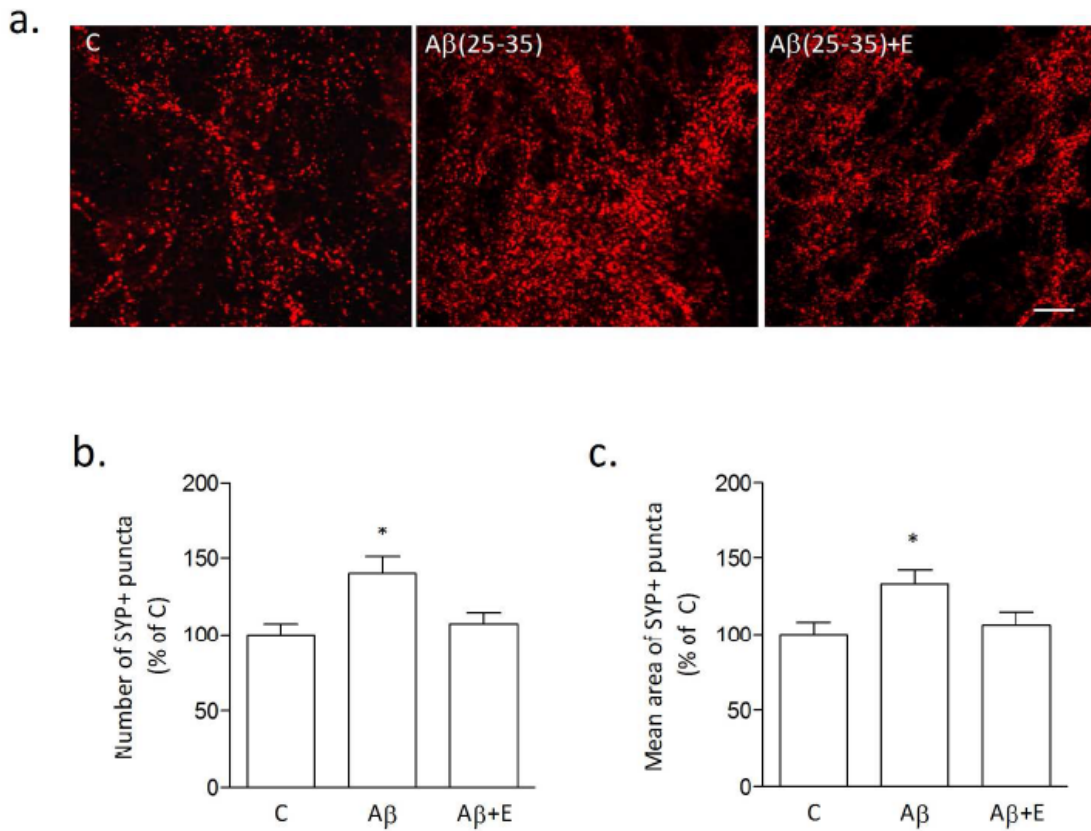 a.
C
Aβ(25-35)
Aβ(25-35)+E
b.
Number of SYP+ puncta
(% of C)
200
150
100
50
0
*
C
Aβ
Aβ+E
c.
Mean area of SYP+ puncta
(% of C)
200
150
100
50
0
*
C
Aβ
Aβ+E